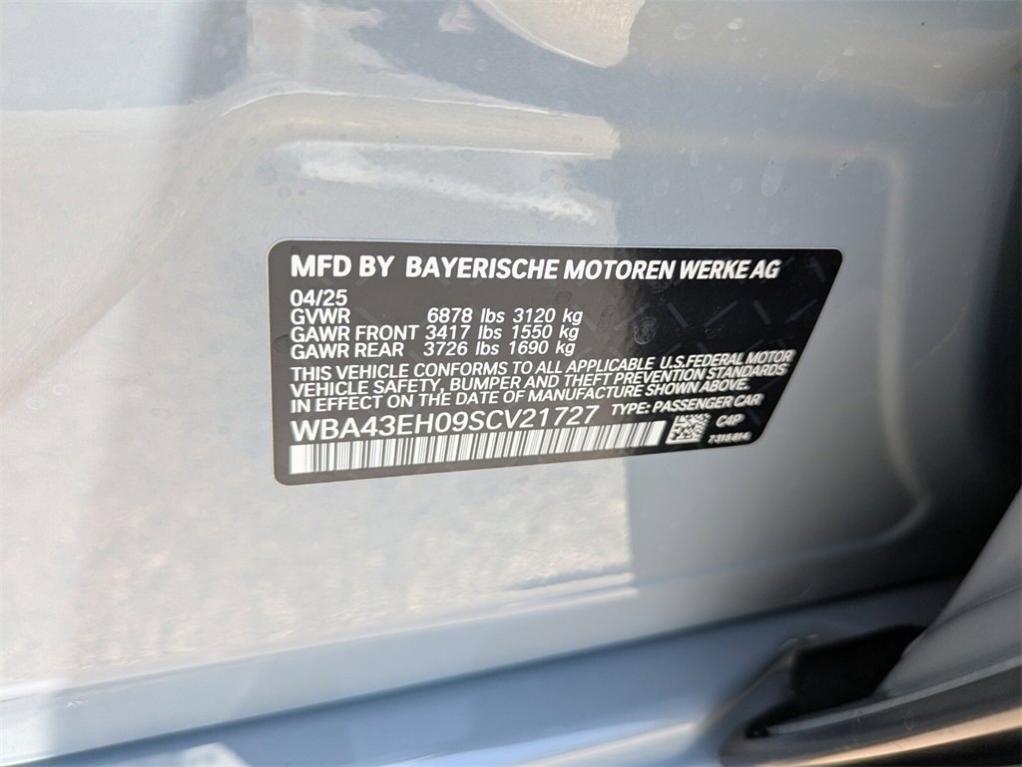 MFD BY BAYERISCHE MOTOREN WERKE AG
04/25
GVWR 6878 lbs 3120 kg
GAWR FRONT 3417 lbs 1550 kg
GAWR REAR 3726 lbs 1690 kg
THIS VEHICLE CONFORMS TO ALL APPLICABLE U.S.FEDERAL MOTOR
VEHICLE SAFETY, BUMPER AND THEFT PREVENTION STANDARDS
IN EFFECT ON THE DATE OF MANUFACTURE SHOWN ABOVE.
WBA43EH09SCV21727 TYPE: PASSENGER CAR
C4P